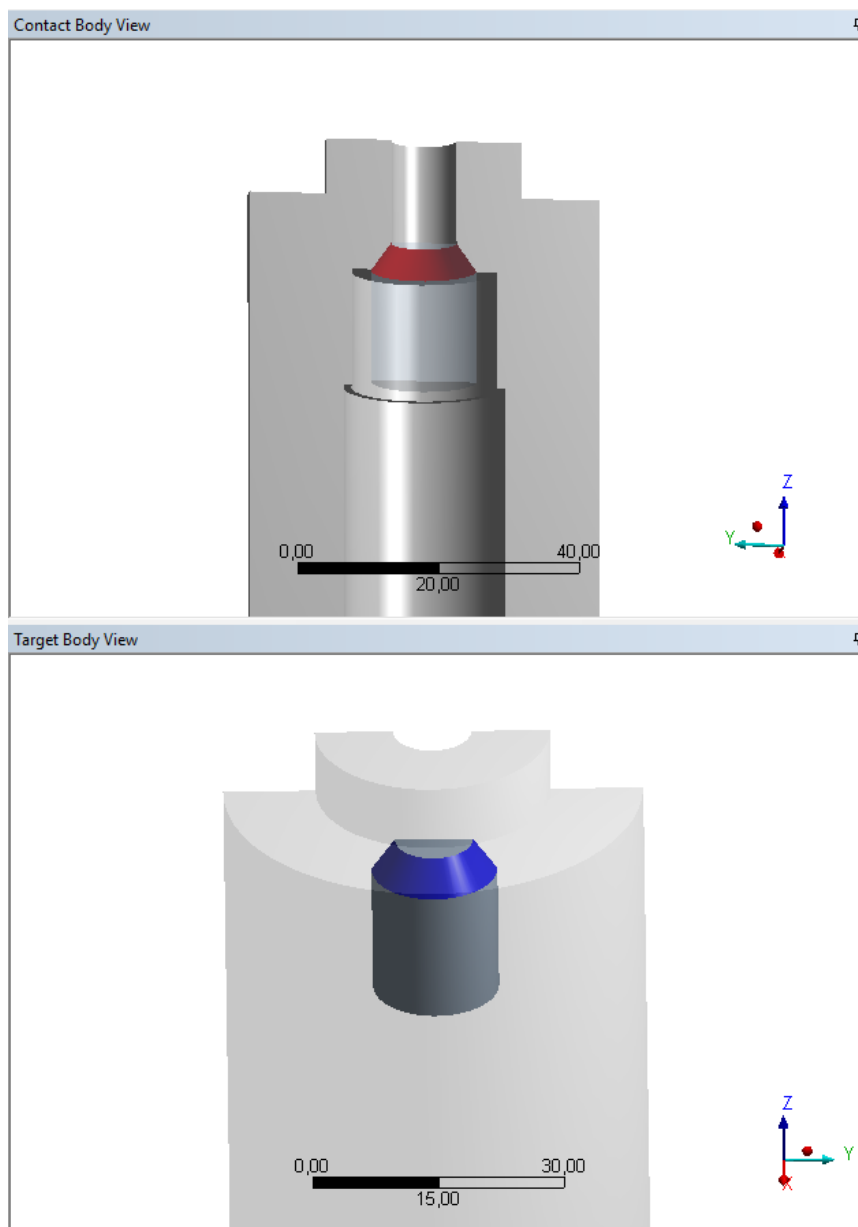 Contact Body View
Z
Y
X
0,00
40,00
20,00
Target Body View
Z
Y
X
0,00
30,00
15,00